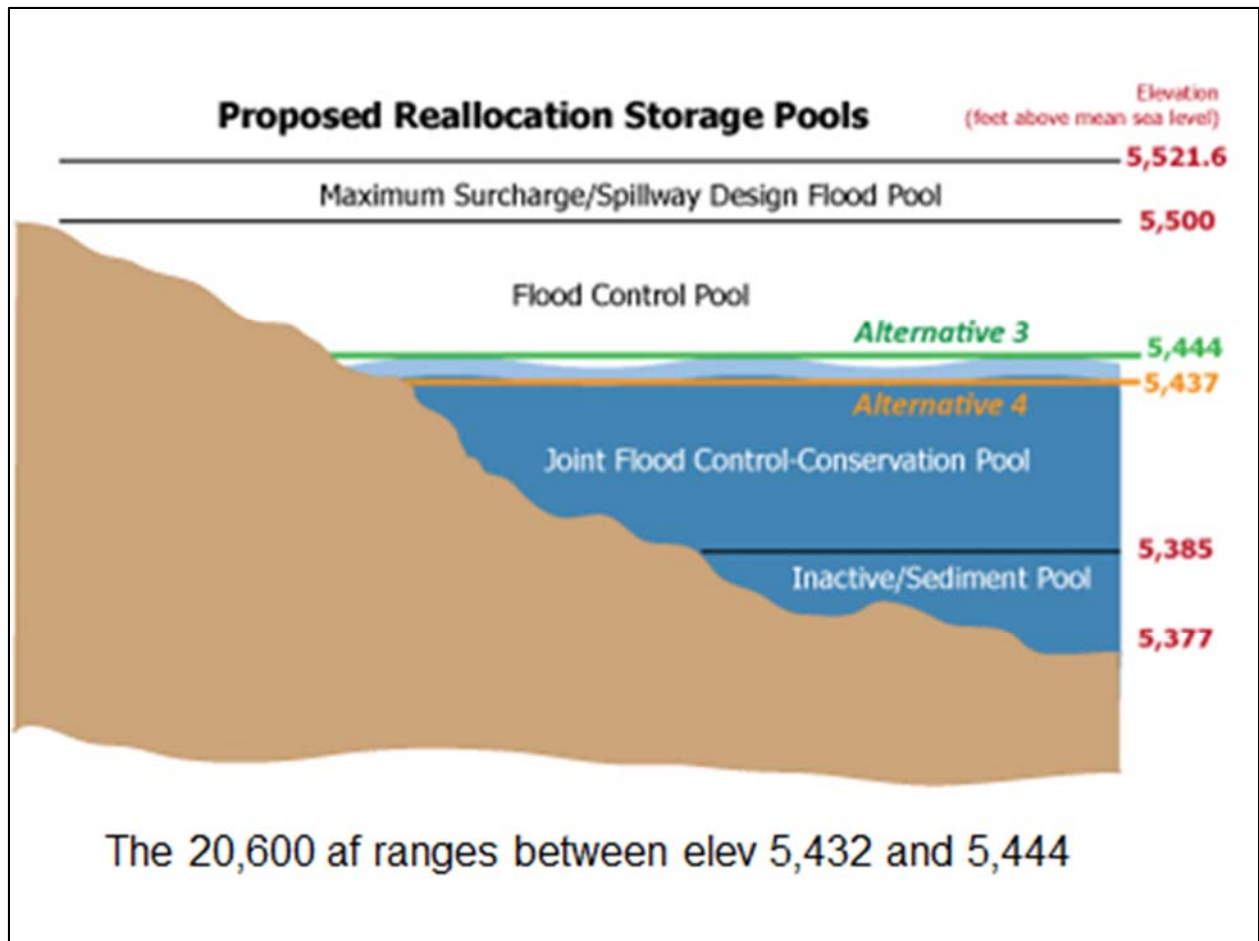 Elevation
Proposed Reallocation Storage Pools (feet above mean sea level)
5,521.6
Maximum Surcharge/Spillway Design Flood Pool
5,500
Flood Control Pool
Alternative 3
5,444
5,437
Alternative 4
Joint Flood Control-Conservation Pool
5,385
Inactive/Sediment Pool
5,377
The 20,600 af ranges between elev 5,432 and 5,444